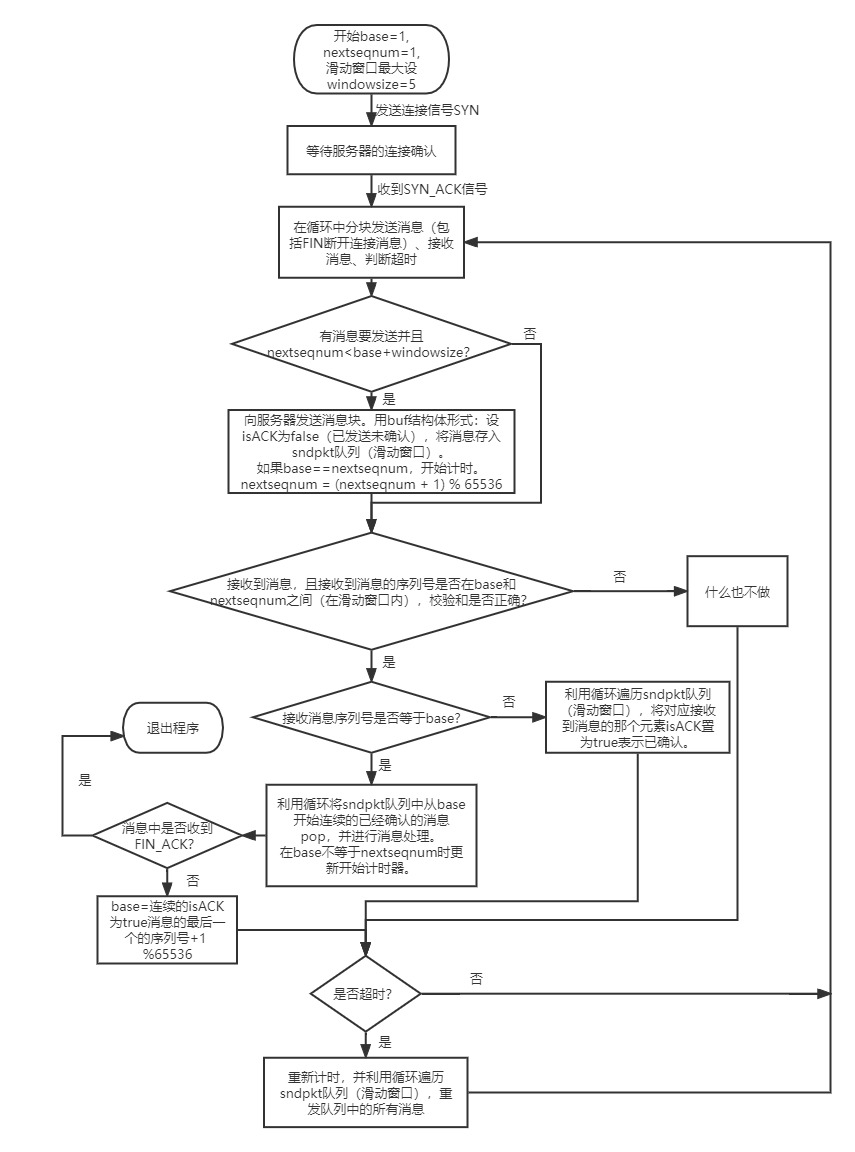 开始base=1,
nextseqnum=1,
滑动窗口最大设
windowsize=5
发送连接信号SYN
等待服务器的连接确认
收到SYN_ACK信号
在循环中分块发送消息（包
括FIN断开连接消息）、接收
消息、判断超时
有消息要发送并且
nextseqnum<base+windowsize?
否
是
向服务器发送消息块。用buf结构体形式：设
isACK为false（已发送未确认），将消息存入
sndpkt队列（滑动窗口）。
如果base==nextseqnum，开始计时。
nextseqnum = (nextseqnum + 1) % 65536
接收到消息，且接收到消息的序列号是否在base和
nextseqnum之间（在滑动窗口内），校验和是否正确?
否
什么也不做
是
接收消息序列号是否等于base?
否
利用循环遍历sndpkt队列
（滑动窗口），将对应接收
到消息的那个元素isACK置
为true表示已确认。
退出程序
是
是
利用循环将sndpkt队列中从base
开始连续的已经确认的消息
pop，并进行消息处理。
在base不等于nextseqnum时更
新开始计时器。
消息中是否收到
FIN_ACK?
否
base=连续的isACK
为true消息的最后一
个的序列号+1
%65536
是否超时?
否
是
重新计时，并利用循环遍历
sndpkt队列（滑动窗口），重
发队列中的所有消息